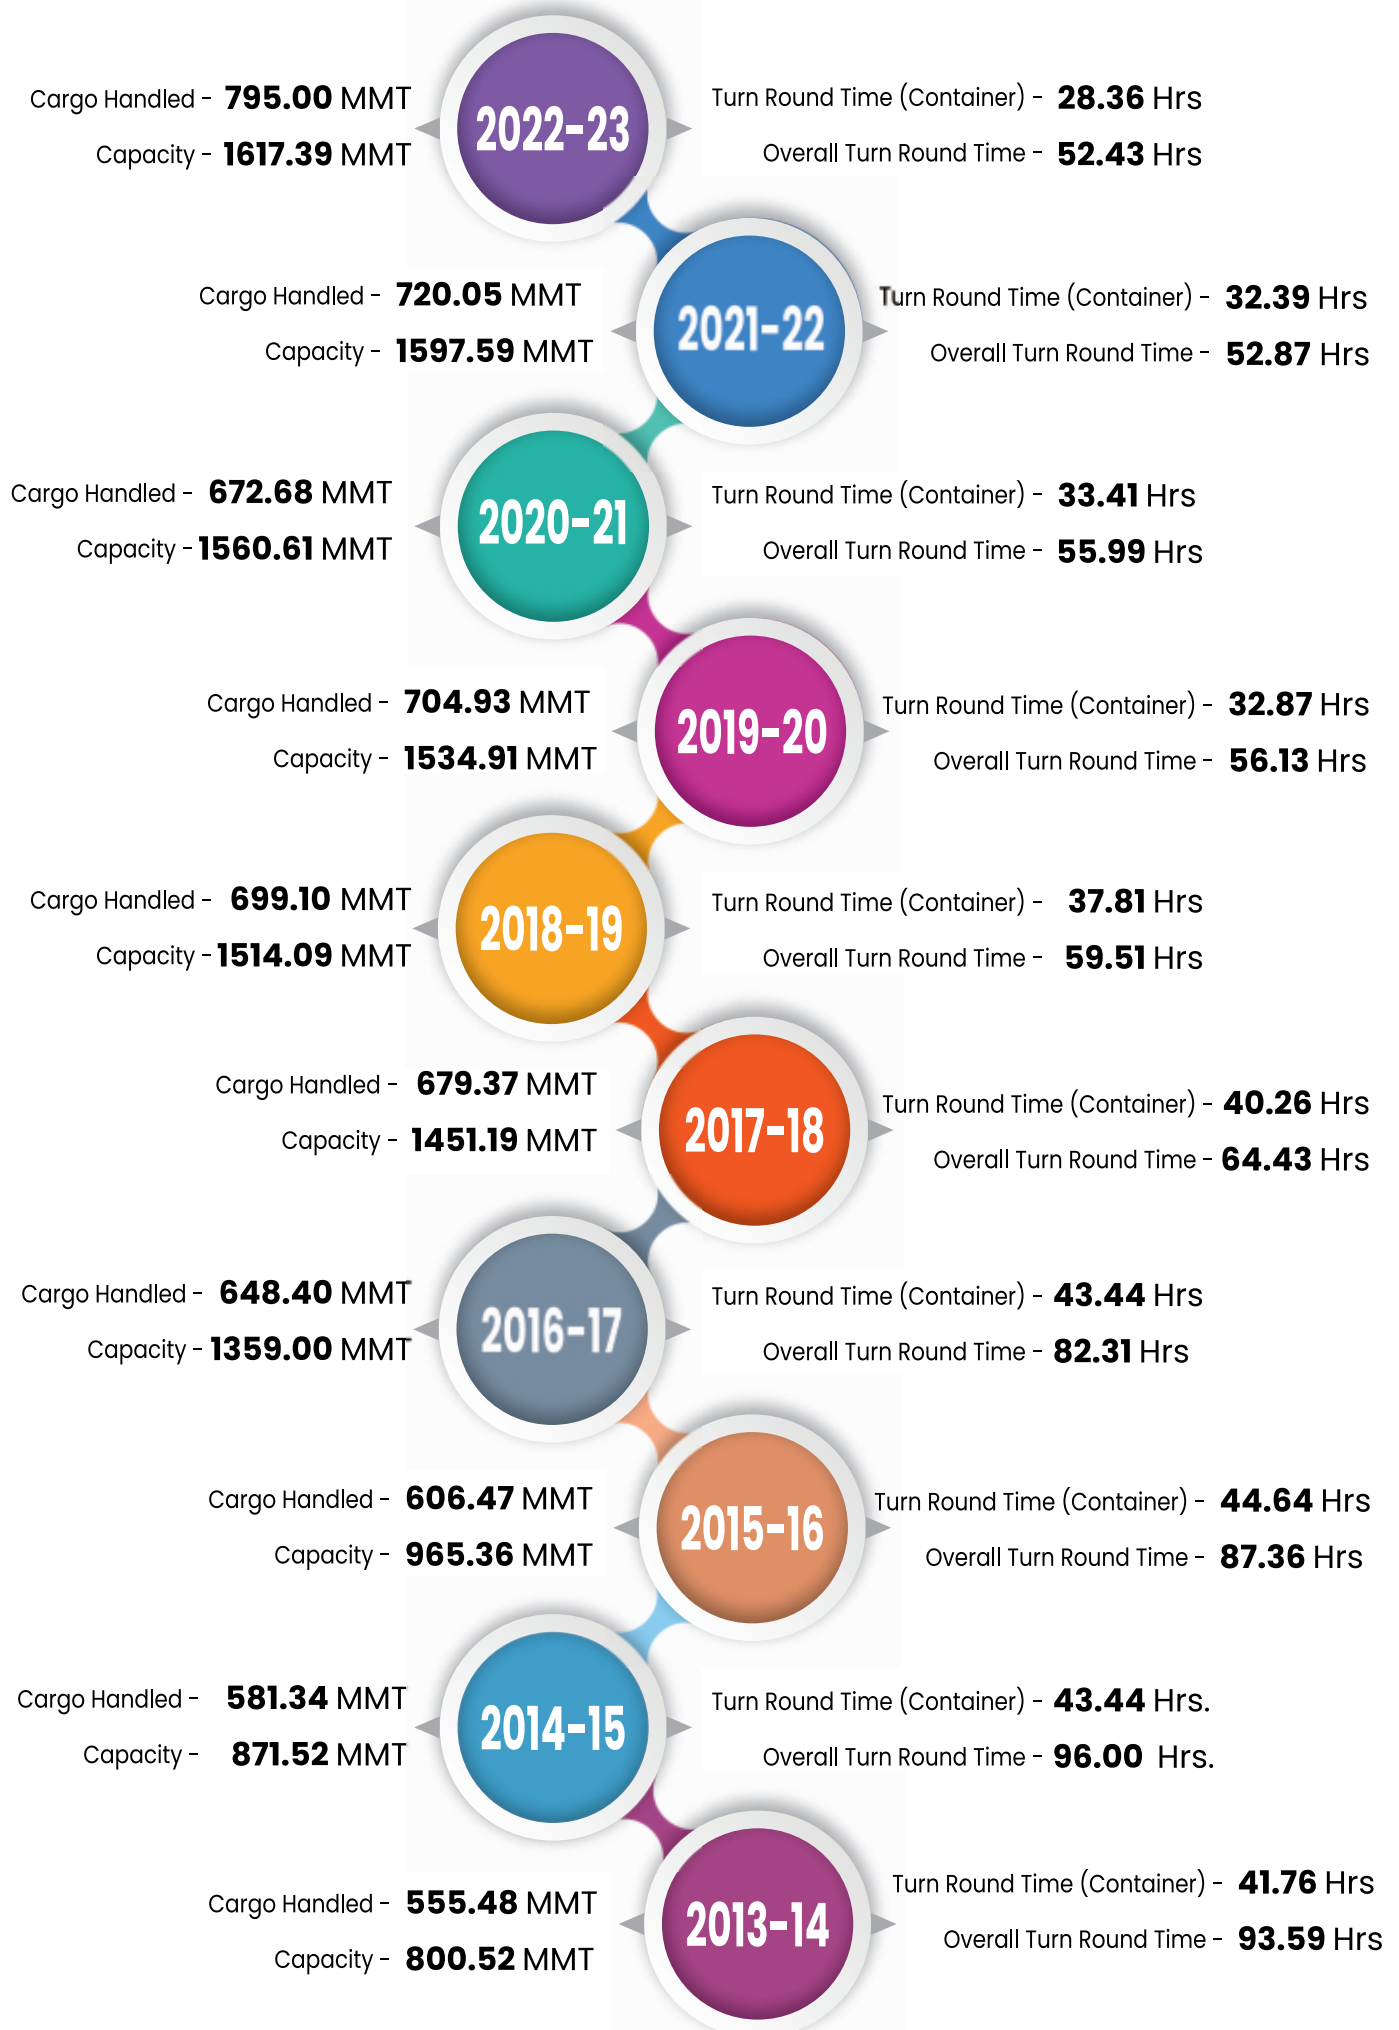 Cargo Handled - 795.00 MMT
Capacity - 1617.39 MMT
2022-23
Turn Round Time (Container) - 28.36 Hrs
Overall Turn Round Time - 52.43 Hrs
Cargo Handled - 720.05 MMT
Capacity - 1597.59 MMT
2021-22
Turn Round Time (Container) - 32.39 Hrs
Overall Turn Round Time - 52.87 Hrs
Cargo Handled - 672.68 MMT
Capacity - 1560.61 MMT
2020-21
Turn Round Time (Container) - 33.41 Hrs
Overall Turn Round Time - 55.99 Hrs
Cargo Handled - 704.93 MMT
Capacity - 1534.91 MMT
2019-20
Turn Round Time (Container) - 32.87 Hrs
Overall Turn Round Time - 56.13 Hrs
Cargo Handled - 699.10 MMT
Capacity - 1514.09 MMT
2018-19
Turn Round Time (Container) - 37.81 Hrs
Overall Turn Round Time - 59.51 Hrs
Cargo Handled - 679.37 MMT
Capacity - 1451.19 MMT
2017-18
Turn Round Time (Container) - 40.26 Hrs
Overall Turn Round Time - 64.43 Hrs
Cargo Handled - 648.40 MMT
Capacity - 1359.00 MMT
2016-17
Turn Round Time (Container) - 43.44 Hrs
Overall Turn Round Time - 82.31 Hrs
Cargo Handled - 606.47 MMT
Capacity - 965.36 MMT
2015-16
Turn Round Time (Container) - 44.64 Hrs
Overall Turn Round Time - 87.36 Hrs
Cargo Handled - 581.34 MMT
Capacity - 871.52 MMT
2014-15
Turn Round Time (Container) - 43.44 Hrs.
Overall Turn Round Time - 96.00 Hrs.
Cargo Handled - 555.48 MMT
Capacity - 800.52 MMT
2013-14
Turn Round Time (Container) - 41.76 Hrs
Overall Turn Round Time - 93.59 Hrs